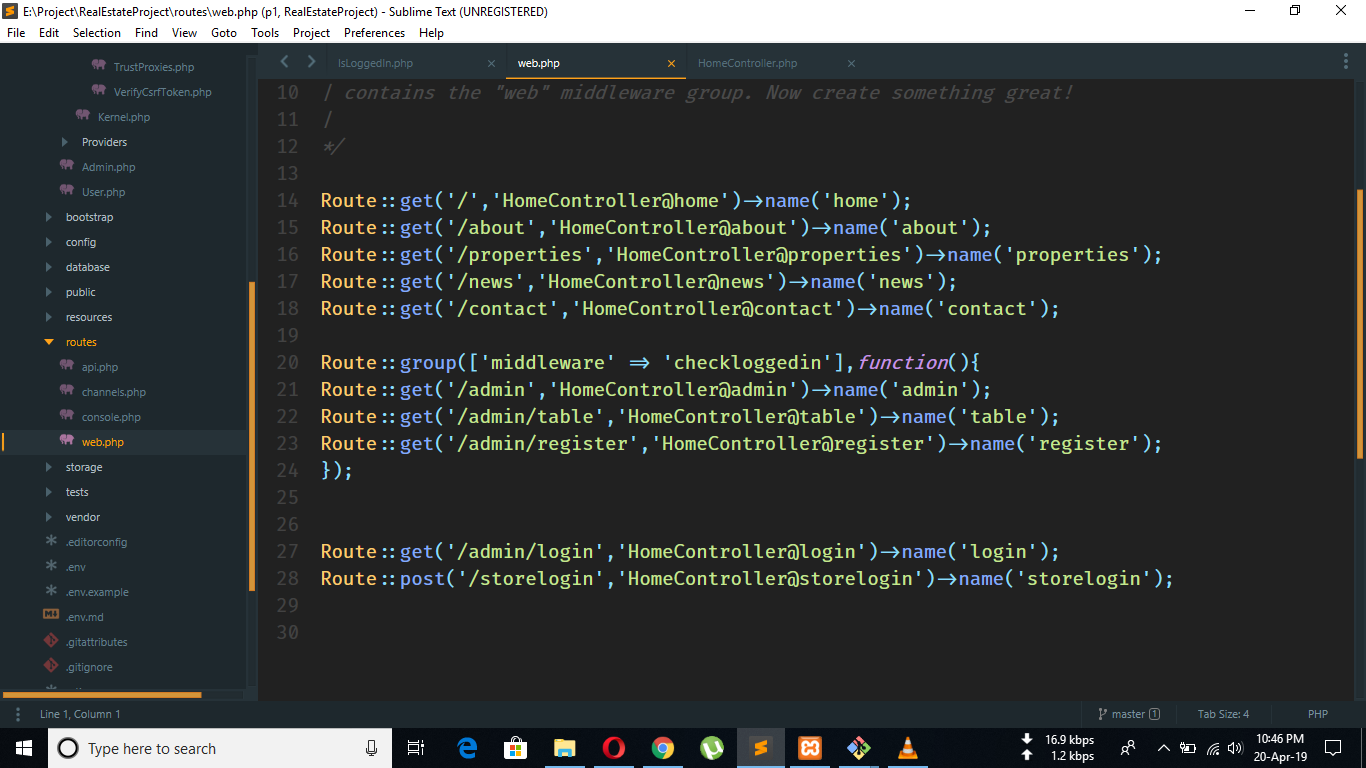 E:\Project\RealEstateProject\routes\web.php (p1, RealEstateProject) - Sublime Text (UNREGISTERED)
File Edit Selection Find View Goto Tools Project Preferences Help
TrustProxies.php
VerifyCsrfToken.php
Kernel.php
Providers
Admin.php
User.php
bootstrap
config
database
public
resources
routes
api.php
channels.php
console.php
web.php
storage
tests
vendor
.editorconfig
.env
.env.example
.env.md
.gitattributes
.gitignore
IsLoggedIn.php web.php HomeController.php
10 | contains the "web" middleware group. Now create something great!
11 |
12 */
13
14 Route::get('/','HomeController@home')->name('home');
15 Route::get('/about','HomeController@about')->name('about');
16 Route::get('/properties','HomeController@properties')->name('properties');
17 Route::get('/news','HomeController@news')->name('news');
18 Route::get('/contact','HomeController@contact')->name('contact');
19
20 Route::group(['middleware' => 'checkloggedin'],function(){
21 Route::get('/admin','HomeController@admin')->name('admin');
22 Route::get('/admin/table','HomeController@table')->name('table');
23 Route::get('/admin/register','HomeController@register')->name('register');
24 });
25
26
27 Route::get('/admin/login','HomeController@login')->name('login');
28 Route::post('/storelogin','HomeController@storelogin')->name('storelogin');
29
30
Line 1, Column 1 master 1 Tab Size: 4 PHP
Type here to search
16.9 kbps
1.2 kbps
10:46 PM
20-Apr-19